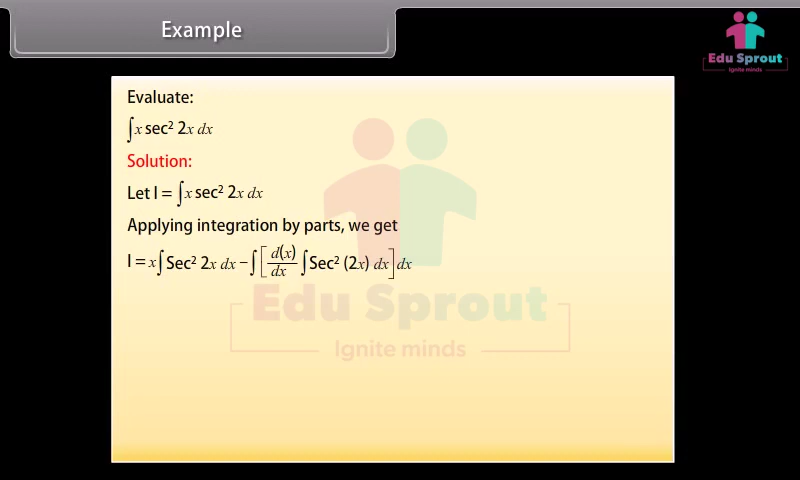 Example
Edu Sprout
Ignite minds
Evaluate:
∫x sec² 2x dx
Solution:
Let I = ∫x sec² 2x dx
Applying integration by parts, we get
I = x∫Sec² 2x dx − ∫[d(x)/dx ∫Sec² (2x) dx]dx
Edu Sprout
Ignite minds